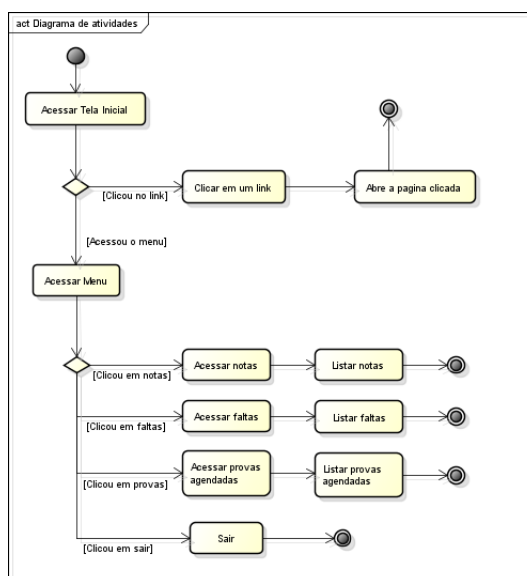 act Diagrama de atividades
Acessar Tela Inicial
[Clicou no link]
Clicar em um link
Abre a pagina clicada
[Acessou o menu]
Acessar Menu
[Clicou em notas]
Acessar notas
Listar notas
[Clicou em faltas]
Acessar faltas
Listar faltas
[Clicou em provas]
Acessar provas
agendadas
Listar provas
agendadas
[Clicou em sair]
Sair